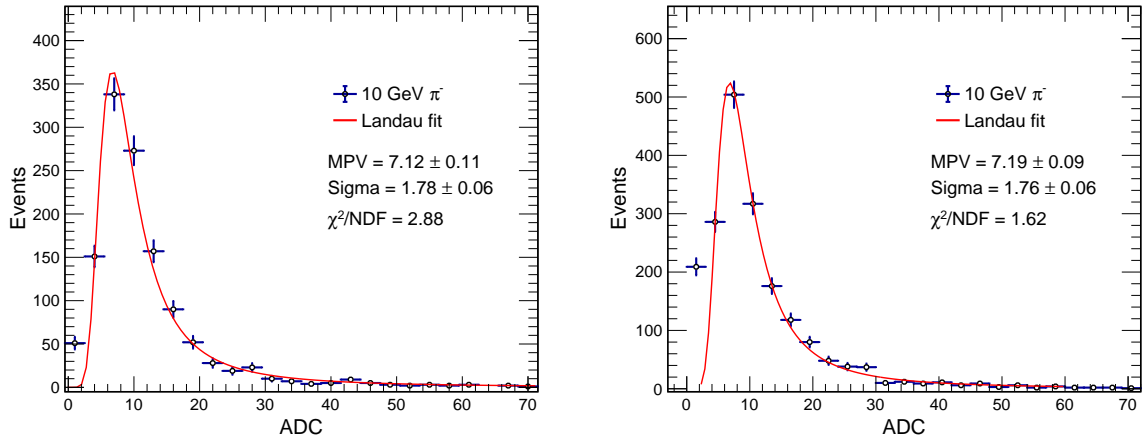 400
350
300
250
200
150
100
50
0
Events
10 GeV π⁻
Landau fit
MPV = 7.12 ± 0.11
Sigma = 1.78 ± 0.06
χ²/NDF = 2.88
0 10 20 30 40 50 60 70
ADC
600
500
400
300
200
100
0
Events
10 GeV π⁻
Landau fit
MPV = 7.19 ± 0.09
Sigma = 1.76 ± 0.06
χ²/NDF = 1.62
0 10 20 30 40 50 60 70
ADC